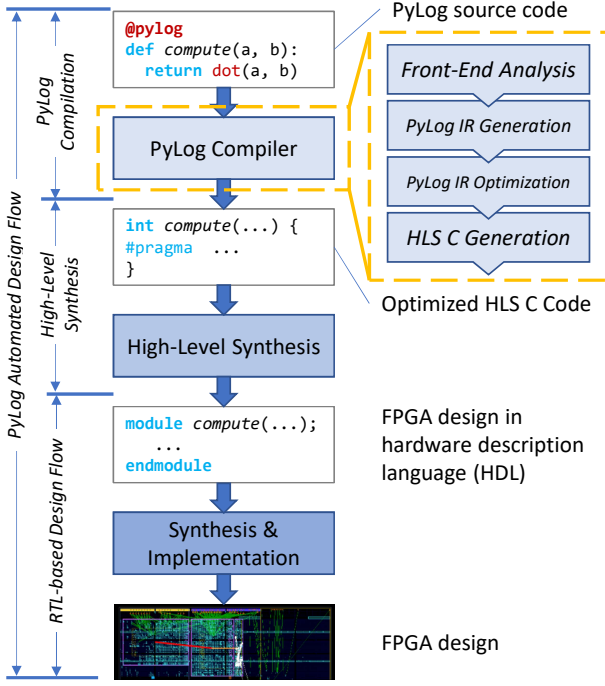 PyLog source code
@pylog
def compute(a, b):
return dot(a, b)
PyLog Compiler
Front-End Analysis
PyLog IR Generation
PyLog IR Optimization
HLS C Generation
int compute(...) {
#pragma ...
}
Optimized HLS C Code
High-Level Synthesis
module compute(...);
...
endmodule
FPGA design in
hardware description
language (HDL)
Synthesis &
Implementation
FPGA design
PyLog Automated Design Flow
PyLog
Compilation
High-Level
Synthesis
RTL-based Design Flow